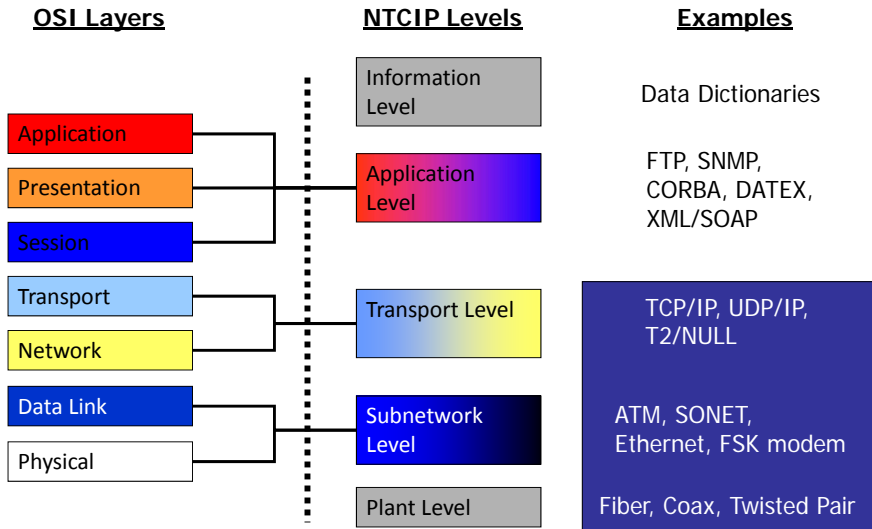 OSI Layers
NTCIP Levels
Examples
Information
Level
Data Dictionaries
Application
Presentation
Session
Application
Level
FTP, SNMP,
CORBA, DATEX,
XML/SOAP
Transport
Network
Transport Level
TCP/IP, UDP/IP,
T2/NULL
Data Link
Physical
Subnetwork
Level
ATM, SONET,
Ethernet, FSK modem
Plant Level
Fiber, Coax, Twisted Pair